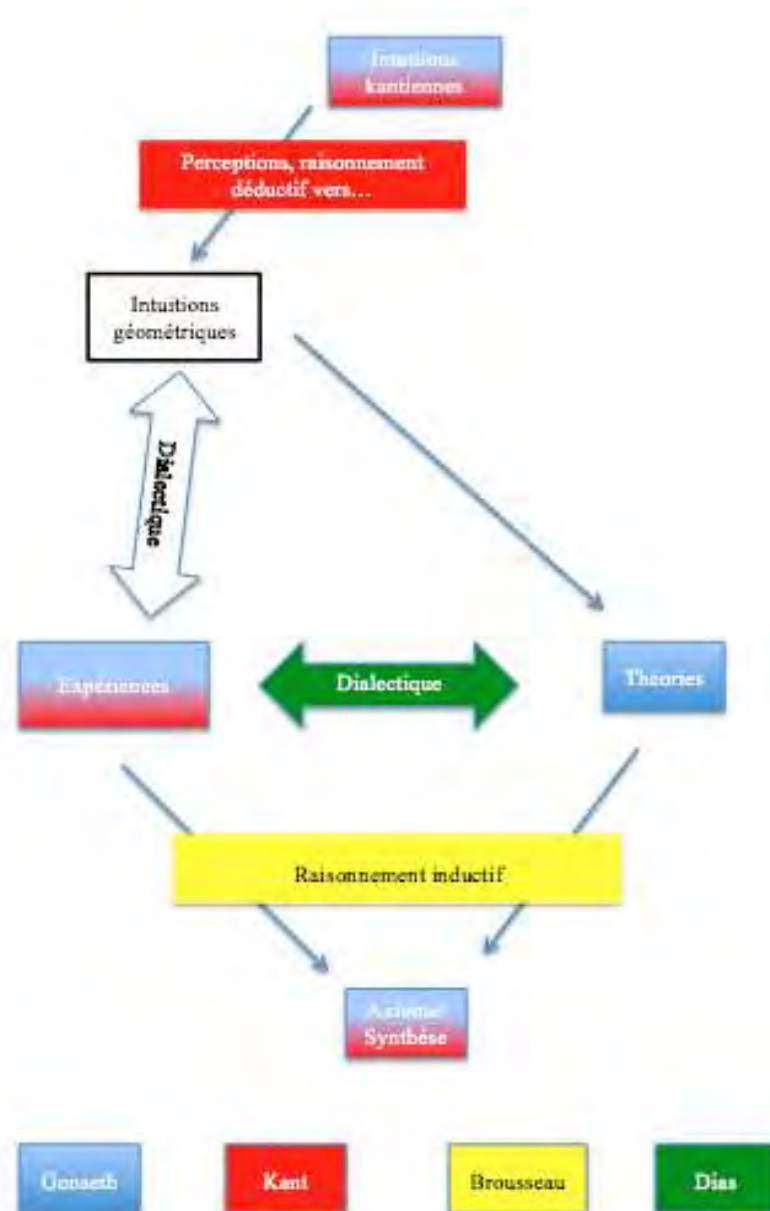 Intuitions
kantiennes
Perceptions, raisonnement
déductif vers…
Intuitions
géométriques
Dialectique
Expériences
Dialectique
Théories
Raisonnement inductif
Synthèse
Gonseth
Kant
Brousseau
Dias